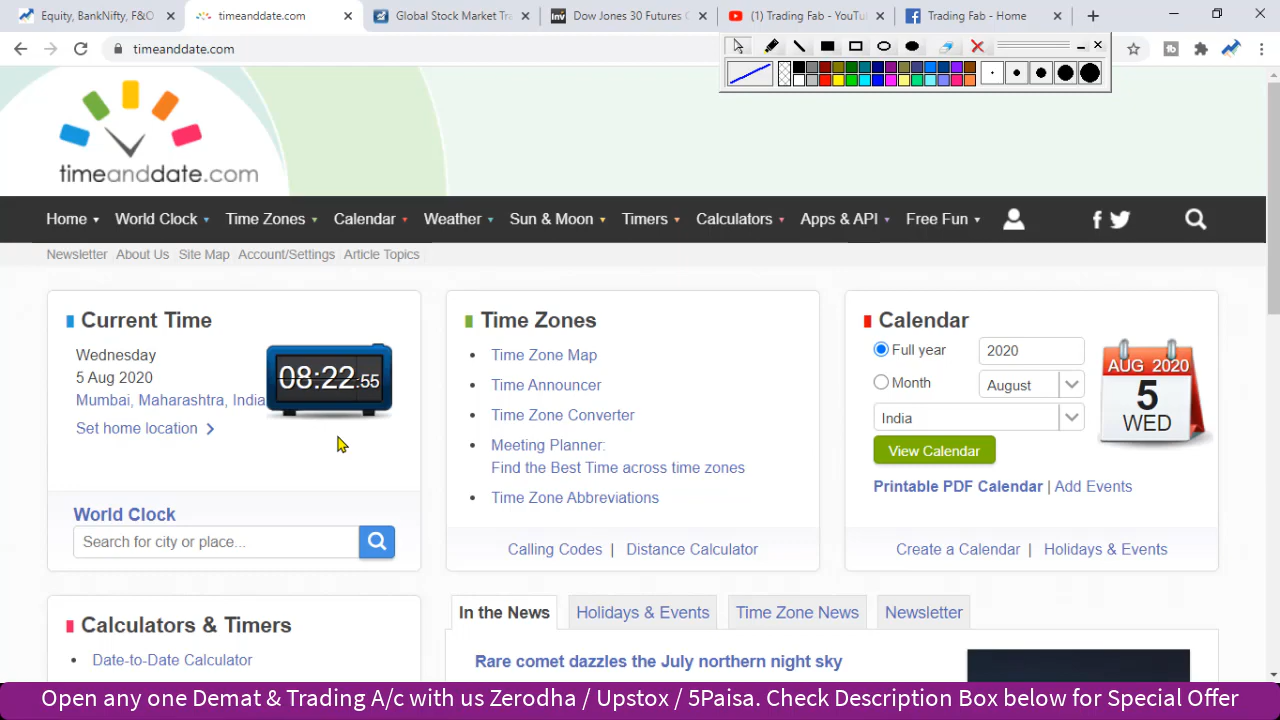 Equity, BankNifty, F&O
timeanddate.com
Global Stock Market Tra
Dow Jones 30 Futures C
(1) Trading Fab - YouTu
Trading Fab - Home
timeanddate.com
timeanddate.com
Home
World Clock
Time Zones
Calendar
Weather
Sun & Moon
Timers
Calculators
Apps & API
Free Fun
Newsletter
About Us
Site Map
Account/Settings
Article Topics
Current Time
Wednesday
5 Aug 2020
Mumbai, Maharashtra, India
Set home location
08:22:55
World Clock
Search for city or place...
Time Zones
Time Zone Map
Time Announcer
Time Zone Converter
Meeting Planner:
Find the Best Time across time zones
Time Zone Abbreviations
Calling Codes | Distance Calculator
Calendar
Full year 2020
Month August
India
View Calendar
AUG 2020
5
WED
Printable PDF Calendar | Add Events
Create a Calendar | Holidays & Events
Calculators & Timers
Date-to-Date Calculator
In the News
Holidays & Events
Time Zone News
Newsletter
Rare comet dazzles the July northern night sky
Open any one Demat & Trading A/c with us Zerodha / Upstox / 5Paisa. Check Description Box below for Special Offer